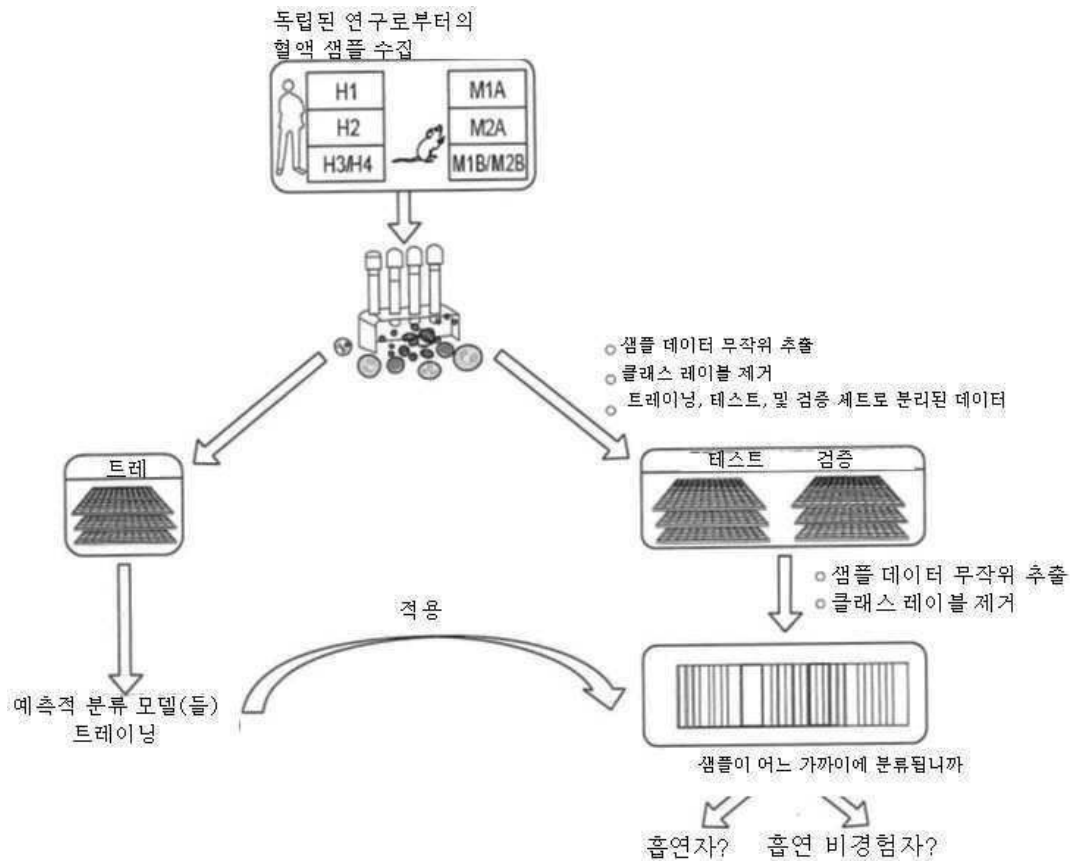 독립된 연구로부터의
혈액 샘플 수집
H1
H2
H3/H4
M1A
M2A
M1B/M2B
샘플 데이터 무작위 추출
클래스 레이블 제거
트레이닝, 테스트, 및 검증 세트로 분리된 데이터
트레
테스트 검증
샘플 데이터 무작위 추출
클래스 레이블 제거
적용
예측적 분류 모델(들)
트레이닝
샘플이 어느 가까이에 분류됩니까
흡연자? 흡연 비경험자?